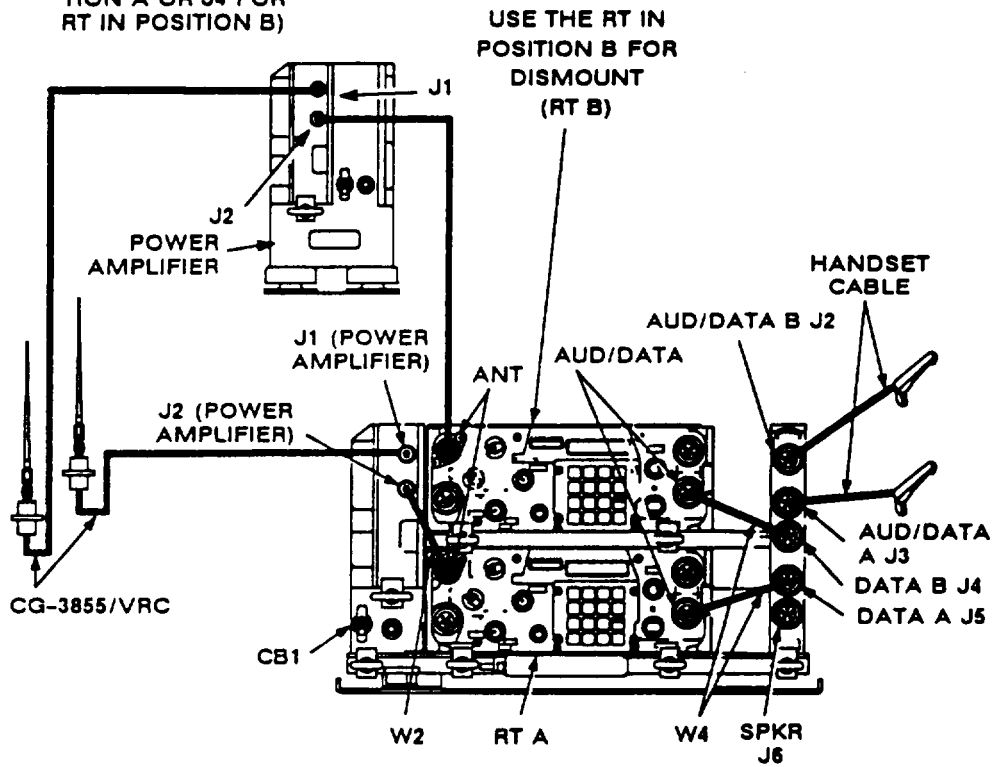 TION A OR J4 FOR
RT IN POSITION B)
USE THE RT IN
POSITION B FOR
DISMOUNT
(RT B)
J1
J2
POWER
AMPLIFIER
HANDSET
CABLE
AUD/DATA B J2
J1 (POWER
AMPLIFIER)
AUD/DATA
ANT
J2 (POWER
AMPLIFIER)
AUD/DATA
A J3
DATA B J4
DATA A J5
CG-3855/VRC
CB1
W2
RT A
W4
SPKR
J6